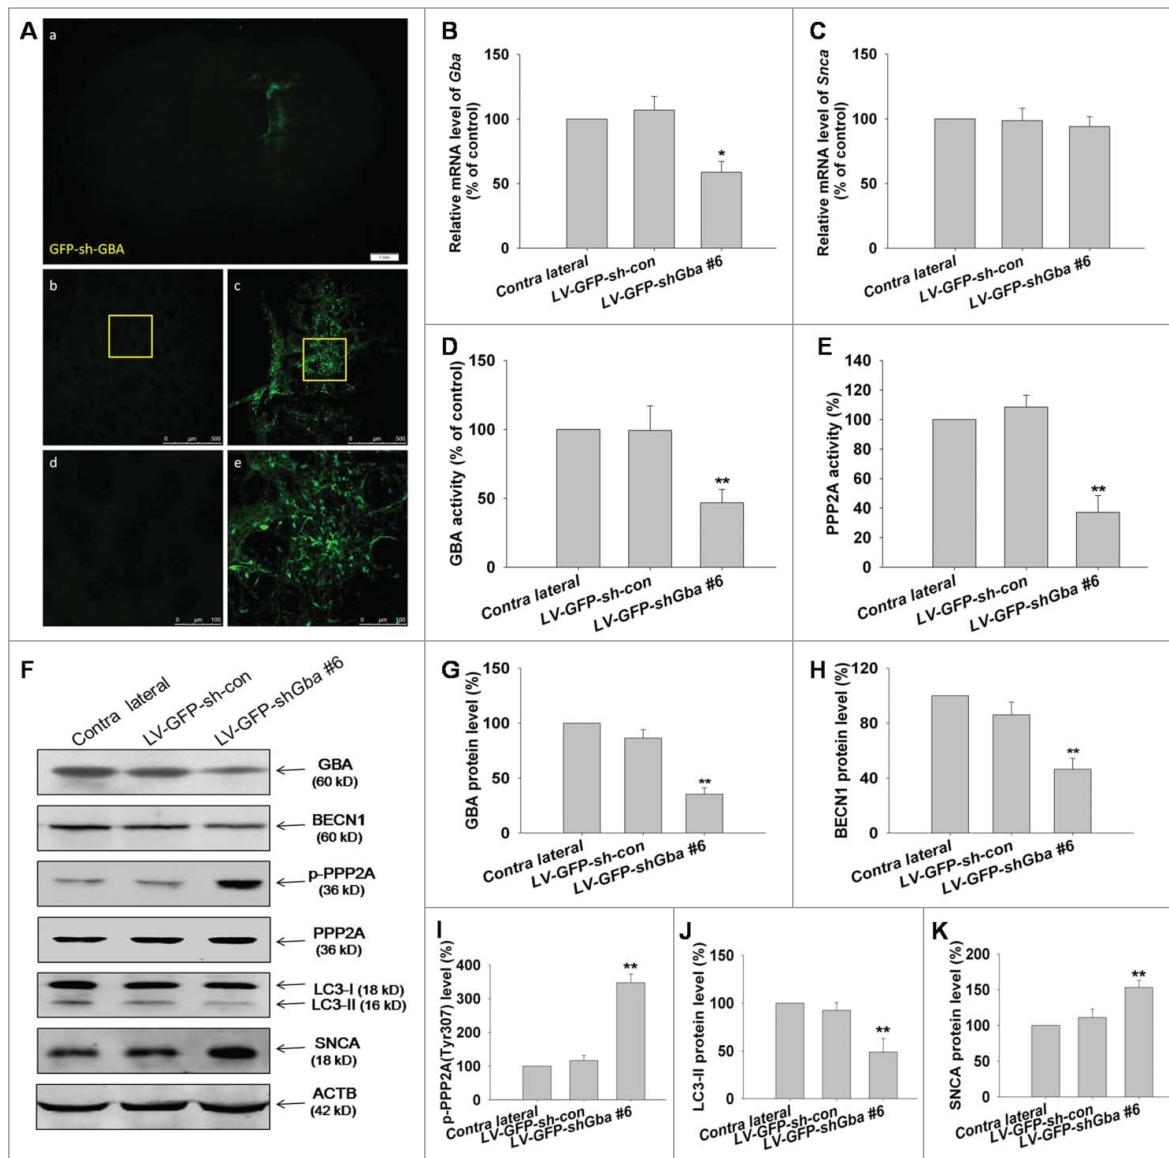 A
a
GFP-sh-GBA
1 mm
b
0 µm 500
c
0 µm 500
d
0 µm 100
e
0 µm 100
B
Relative mRNA level of Gba
(% of control)
150
100
50
0
*
Contra lateral
LV-GFP-sh-con
LV-GFP-shGba #6
C
Relative mRNA level of Snca
(% of control)
150
100
50
0
Contra lateral
LV-GFP-sh-con
LV-GFP-shGba #6
D
GBA activity (% of control)
150
100
50
0
**
Contra lateral
LV-GFP-sh-con
LV-GFP-shGba #6
E
PPP2A activity (%)
140
120
100
80
60
40
20
0
**
Contra lateral
LV-GFP-sh-con
LV-GFP-shGba #6
F
Contra lateral
LV-GFP-sh-con
LV-GFP-shGba #6
GBA
(60 kD)
BECN1
(60 kD)
p-PPP2A
(36 kD)
PPP2A
(36 kD)
LC3-I (18 kD)
LC3-II (16 kD)
SNCA
(18 kD)
ACTB
(42 kD)
G
GBA protein level (%)
150
100
50
0
**
Contra lateral
LV-GFP-sh-con
LV-GFP-shGba #6
H
BECN1 protein level (%)
120
80
40
0
**
Contra lateral
LV-GFP-sh-con
LV-GFP-shGba #6
I
p-PPP2A(Tyr307) level (%)
400
300
200
100
0
**
Contra lateral
LV-GFP-sh-con
LV-GFP-shGba #6
J
LC3-II protein level (%)
150
100
50
0
**
Contra lateral
LV-GFP-sh-con
LV-GFP-shGba #6
K
SNCA protein level (%)
200
150
100
50
0
**
Contra lateral
LV-GFP-sh-con
LV-GFP-shGba #6